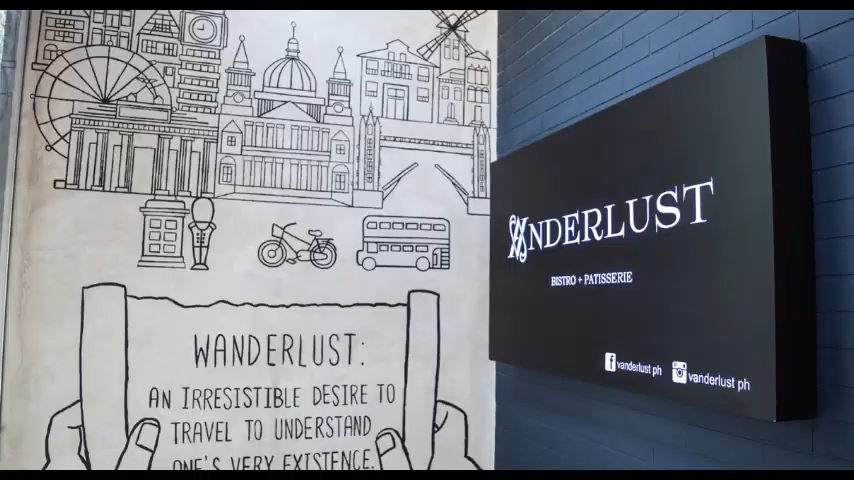 WANDERLUST:
AN IRRESISTIBLE DESIRE TO
TRAVEL TO UNDERSTAND
ONE'S VERY EXISTENCE.
WANDERLUST
BISTRO + PATISSERIE
f vanderlust ph
vanderlust ph